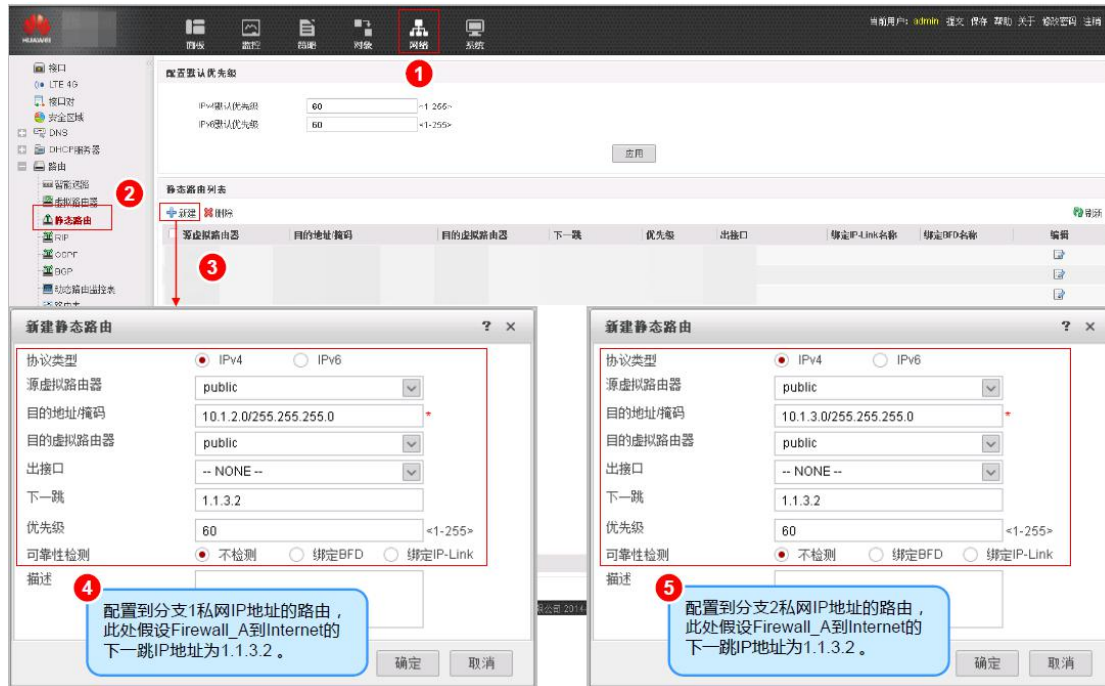 HUAWEI
面板 监控 策略 对象 网络 系统
当前用户: admin 提交 保存 帮助 关于 修改密码 注销
1
接口
LTE 4G
接口对
安全区域
DNS
DHCP服务器
路由
智能选路
虚拟路由器
2
静态路由
RIP
OSPF
BGP
动态路由监控表
路由表
配置默认优先级
IPv4默认优先级 60 <1-255>
IPv6默认优先级 60 <1-255>
应用
静态路由列表
新建 删除 刷新
源虚拟路由器 目的地址/掩码 目的虚拟路由器 下一跳 优先级 出接口 绑定IP-Link名称 绑定BFD名称 编辑
3
新建静态路由 ? ×
协议类型 IPv4 IPv6
源虚拟路由器 public
目的地址/掩码 10.1.2.0/255.255.255.0 *
目的虚拟路由器 public
出接口 -- NONE --
下一跳 1.1.3.2
优先级 60 <1-255>
可靠性检测 不检测 绑定BFD 绑定IP-Link
描述
4
配置到分支1私网IP地址的路由，
此处假设Firewall_A到Internet的
下一跳IP地址为1.1.3.2 。
确定 取消
限公司 2014
新建静态路由 ? ×
协议类型 IPv4 IPv6
源虚拟路由器 public
目的地址/掩码 10.1.3.0/255.255.255.0 *
目的虚拟路由器 public
出接口 -- NONE --
下一跳 1.1.3.2
优先级 60 <1-255>
可靠性检测 不检测 绑定BFD 绑定IP-Link
描述
5
配置到分支2私网IP地址的路由，
此处假设Firewall_A到Internet的
下一跳IP地址为1.1.3.2 。
确定 取消